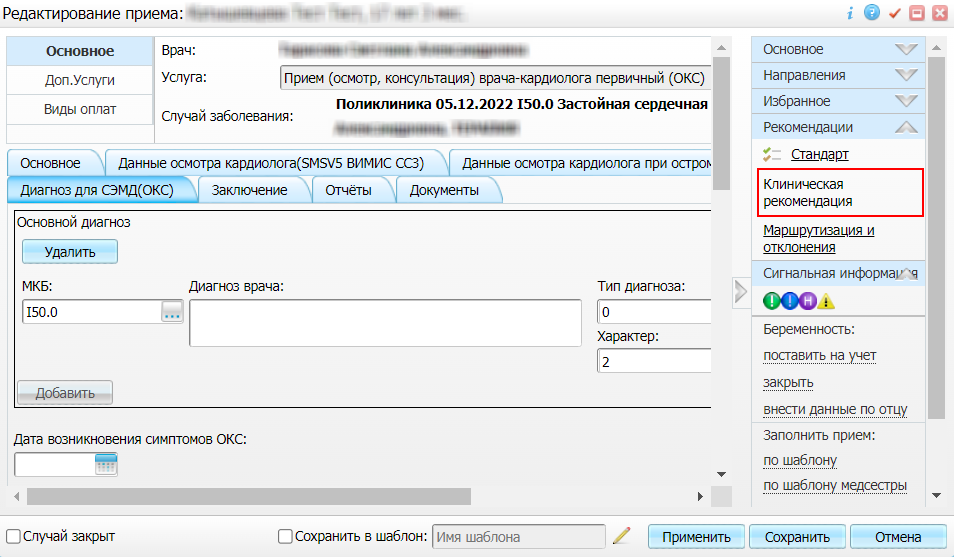 Редактирование приема:
Основное
Доп.Услуги
Виды оплат
Врач:
Услуга:
Прием (осмотр, консультация) врача-кардиолога первичный (ОКС)
Случай заболевания:
Поликлиника 05.12.2022 I50.0 Застойная сердечная
Основное
Данные осмотра кардиолога(SMSV5 ВИМИС ССЗ)
Данные осмотра кардиолога при остром
Диагноз для СЭМД(ОКС)
Заключение
Отчёты
Документы
Основной диагноз
Удалить
МКБ:
Диагноз врача:
Тип диагноза:
I50.0
...
0
Характер:
2
Добавить
Дата возникновения симптомов ОКС:
Основное
Направления
Избранное
Рекомендации
Стандарт
Клиническая
рекомендация
Маршрутизация и
отклонения
Сигнальная информация
! ! Н !
Беременность:
поставить на учет
закрыть
внести данные по отцу
Заполнить прием:
по шаблону
по шаблону медсестры
Случай закрыт
Сохранить в шаблон:
Имя шаблона
Применить
Сохранить
Отмена